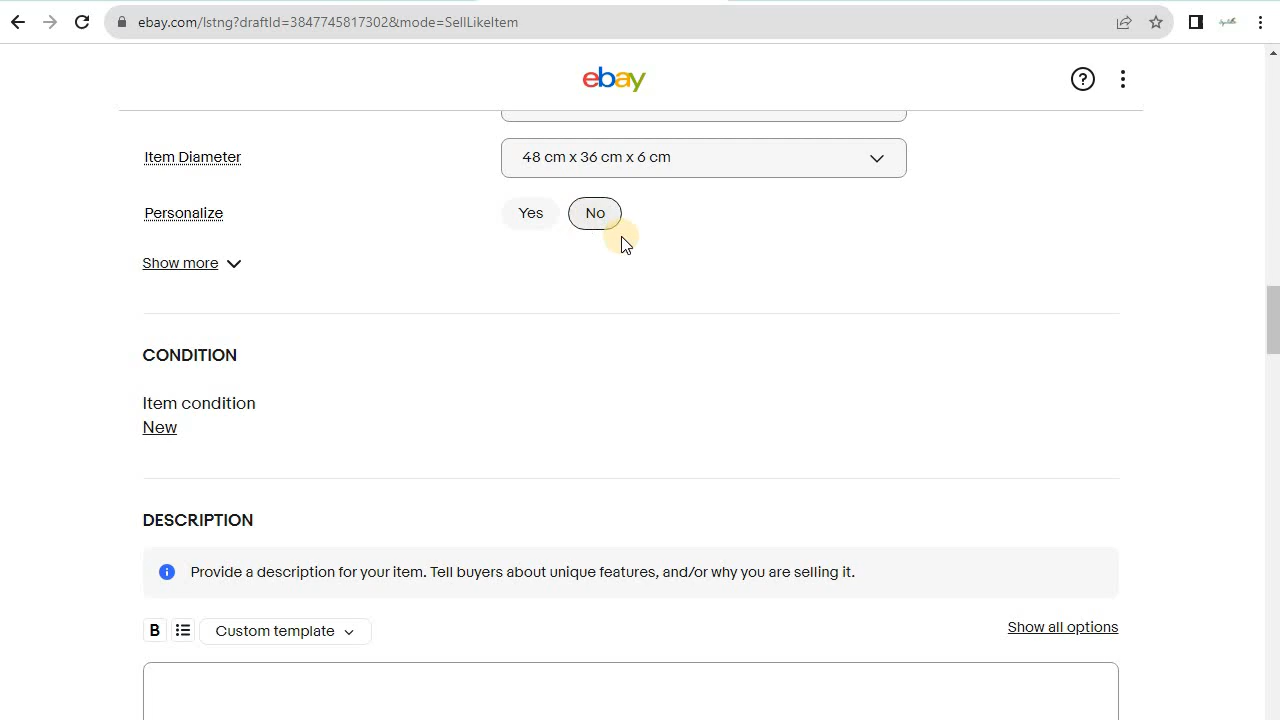 ebay.com/lstng?draftId=3847745817302&mode=SellLikeItem
ebay
Item Diameter
48 cm x 36 cm x 6 cm
Personalize
Yes
No
Show more
CONDITION
Item condition
New
DESCRIPTION
Provide a description for your item. Tell buyers about unique features, and/or why you are selling it.
B
Custom template
Show all options